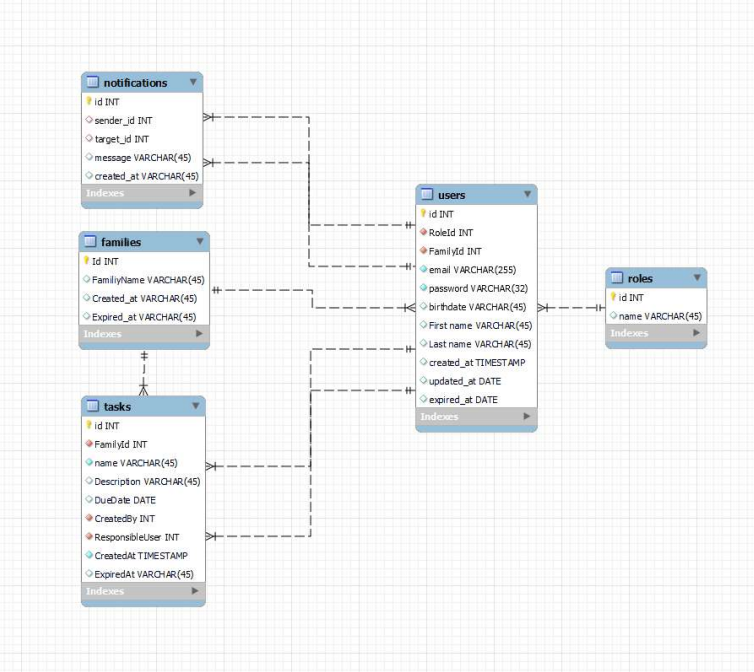 notifications
id INT
sender_id INT
target_id INT
message VARCHAR(45)
created_at VARCHAR(45)
Indexes
families
Id INT
FamiliyName VARCHAR(45)
Created_at VARCHAR(45)
Expired_at VARCHAR(45)
Indexes
tasks
id INT
FamilyId INT
name VARCHAR(45)
Description VARCHAR(45)
DueDate DATE
CreatedBy INT
ResponsibleUser INT
CreatedAt TIMESTAMP
ExpiredAt VARCHAR(45)
Indexes
users
id INT
RoleId INT
FamilyId INT
email VARCHAR(255)
password VARCHAR(32)
birthdate VARCHAR(45)
First name VARCHAR(45)
Last name VARCHAR(45)
created_at TIMESTAMP
updated_at DATE
expired_at DATE
Indexes
roles
id INT
name VARCHAR(45)
Indexes